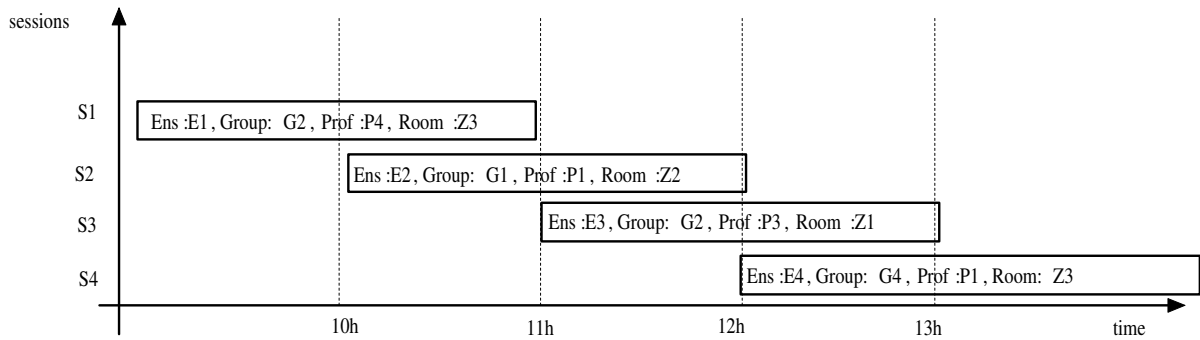 sessions
S1
Ens :E1 , Group: G2 , Prof :P4 , Room :Z3
S2
Ens :E2 , Group: G1 , Prof :P1 , Room :Z2
S3
Ens :E3 , Group: G2 , Prof :P3 , Room :Z1
S4
Ens :E4 , Group: G4 , Prof :P1 , Room: Z3
10h 11h 12h 13h time